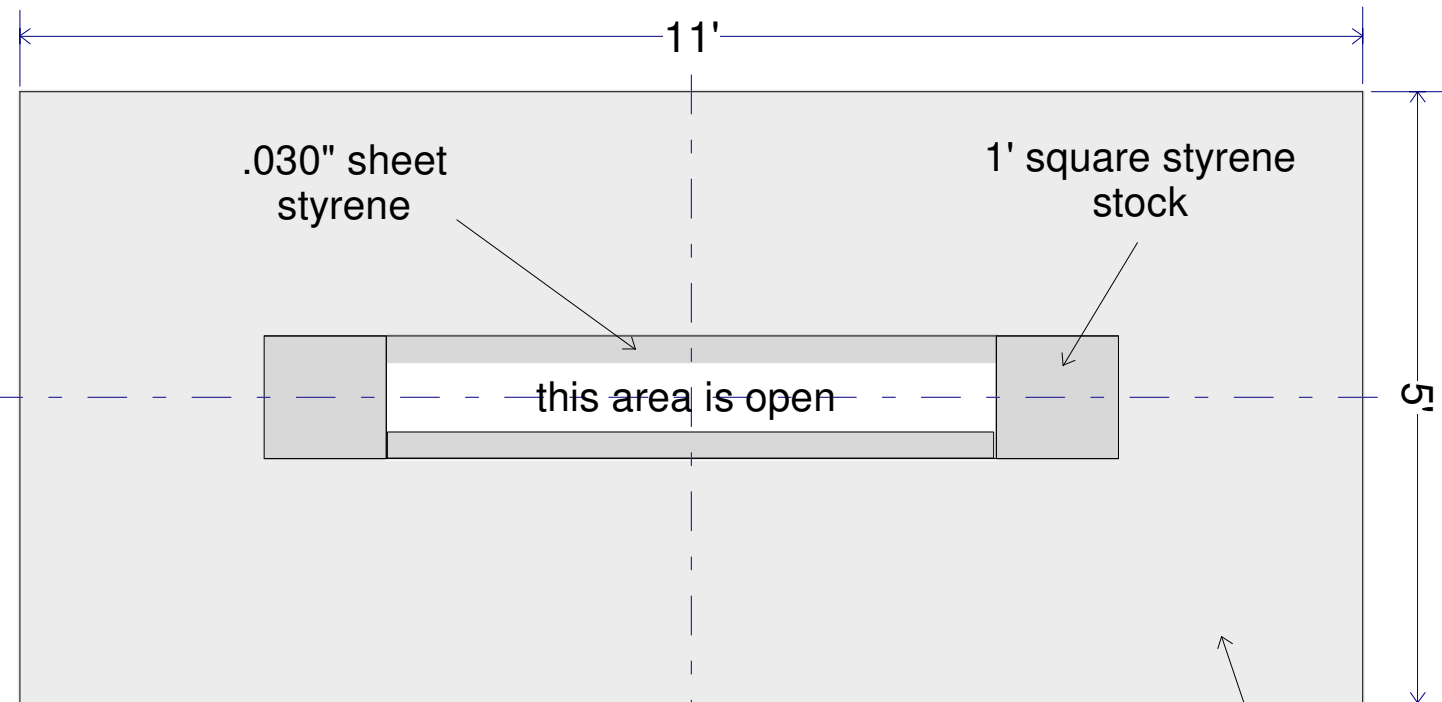 11'
.030" sheet
styrene
1' square styrene
stock
this area is open
5'